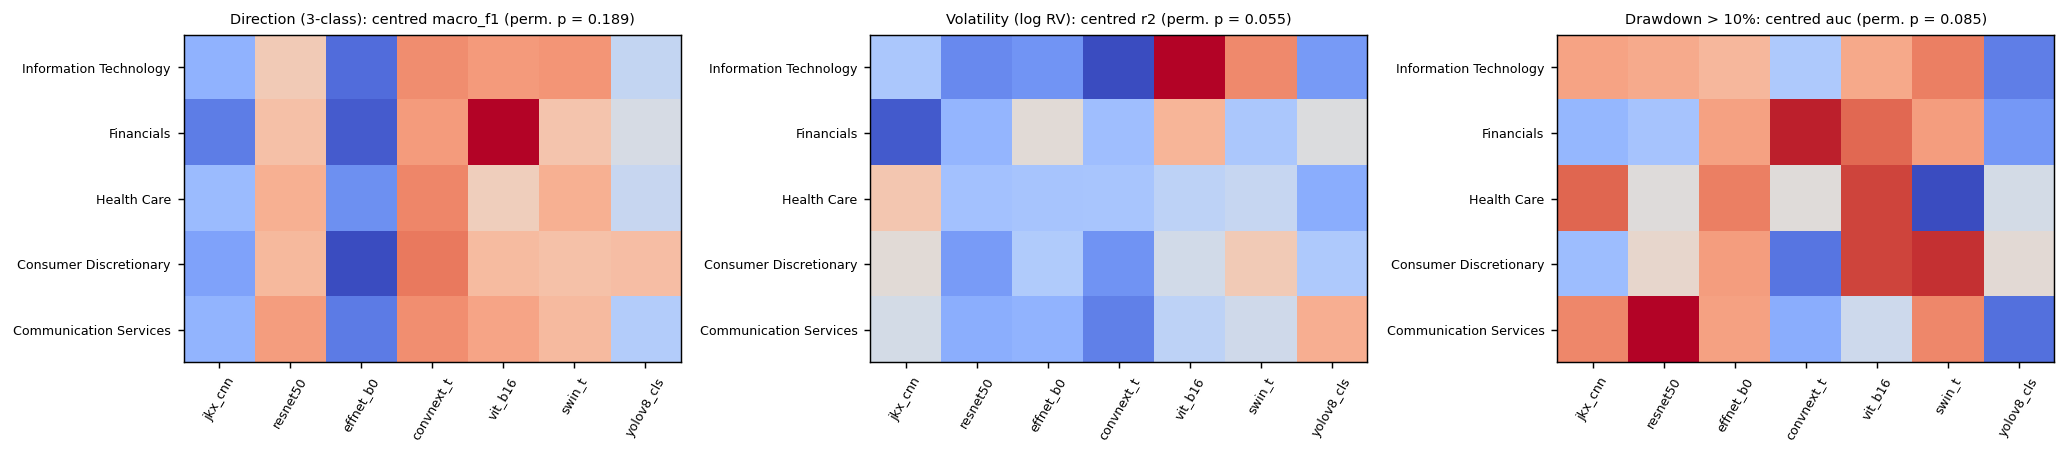 Direction (3-class): centred macro_f1 (perm. p = 0.189)
Information Technology
Financials
Health Care
Consumer Discretionary
Communication Services
jkx_cnn
resnet50
effnet_b0
convnext_t
vit_b16
swin_t
yolov8_cls
Volatility (log RV): centred r2 (perm. p = 0.055)
Information Technology
Financials
Health Care
Consumer Discretionary
Communication Services
jkx_cnn
resnet50
effnet_b0
convnext_t
vit_b16
swin_t
yolov8_cls
Drawdown > 10%: centred auc (perm. p = 0.085)
Information Technology
Financials
Health Care
Consumer Discretionary
Communication Services
jkx_cnn
resnet50
effnet_b0
convnext_t
vit_b16
swin_t
yolov8_cls